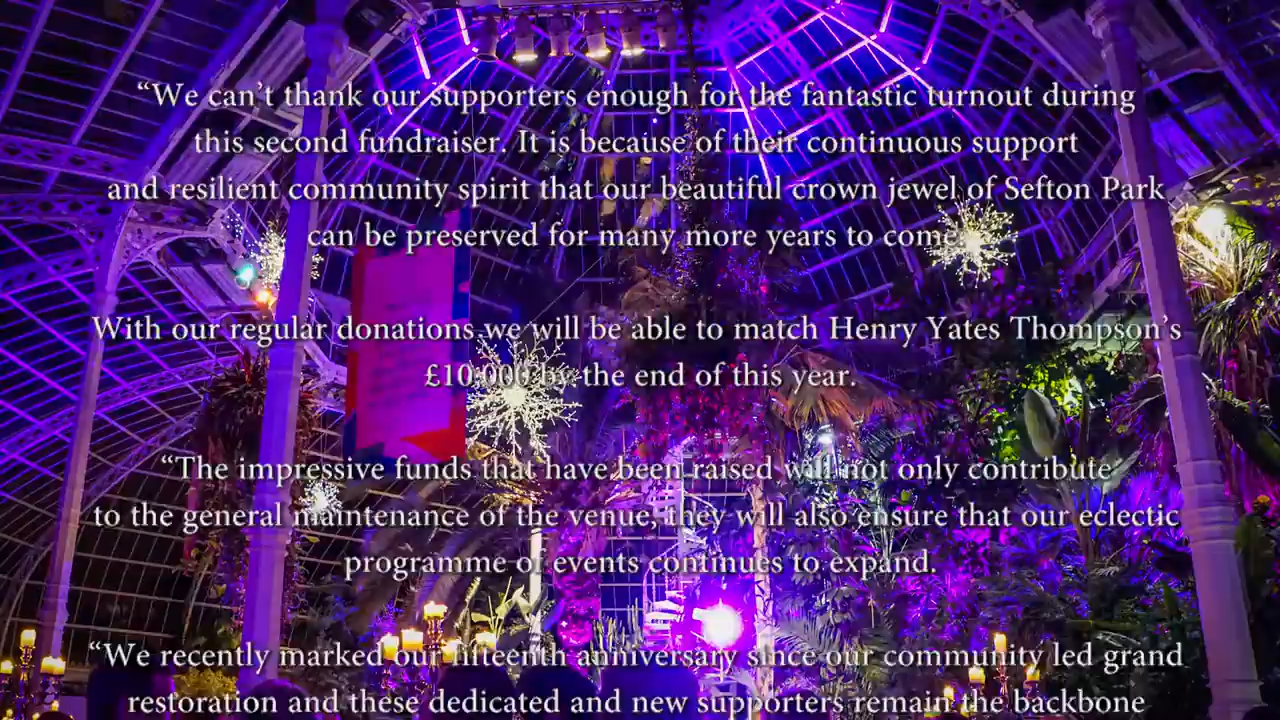 “We can’t thank our supporters enough for the fantastic turnout during
this second fundraiser. It is because of their continuous support
and resilient community spirit that our beautiful crown jewel of Sefton Park
can be preserved for many more years to come.
With our regular donations we will be able to match Henry Yates Thompson’s
£10,000 by the end of this year.
“The impressive funds that have been raised will not only contribute
to the general maintenance of the venue, they will also ensure that our eclectic
programme of events continues to expand.
“We recently marked our fifteenth anniversary since our community led grand
restoration and these dedicated and new supporters remain the backbone